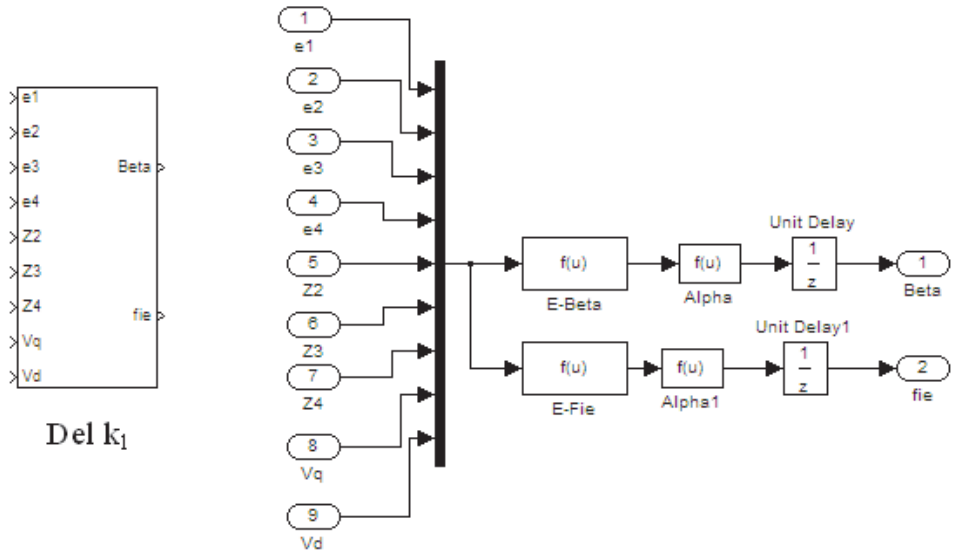 e1
e2
e3
e4
Z2
Z3
Z4
Vq
Vd
Beta
fie
Del k1
1
e1
2
e2
3
e3
4
e4
5
Z2
6
Z3
7
Z4
8
Vq
9
Vd
f(u)
E-Beta
f(u)
Alpha
Unit Delay
1
z
1
Beta
f(u)
E-Fie
f(u)
Alpha1
Unit Delay1
1
z
2
fie